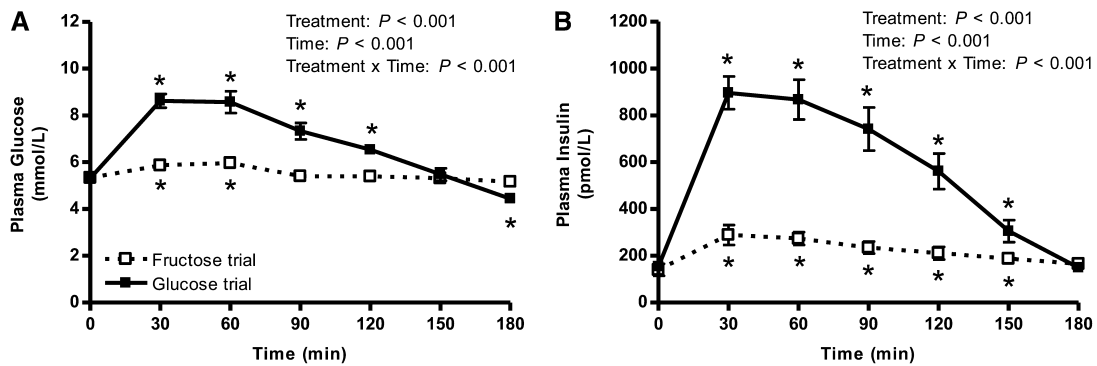 A
Treatment: P < 0.001
Time: P < 0.001
Treatment x Time: P < 0.001
Plasma Glucose
(mmol/L)
12
10
8
6
4
2
0
*
*
*
*
*
*
*
Fructose trial
Glucose trial
0 30 60 90 120 150 180
Time (min)
B
Treatment: P < 0.001
Time: P < 0.001
Treatment x Time: P < 0.001
Plasma Insulin
(pmol/L)
1200
1000
800
600
400
200
0
*
*
*
*
*
*
*
*
*
*
0 30 60 90 120 150 180
Time (min)